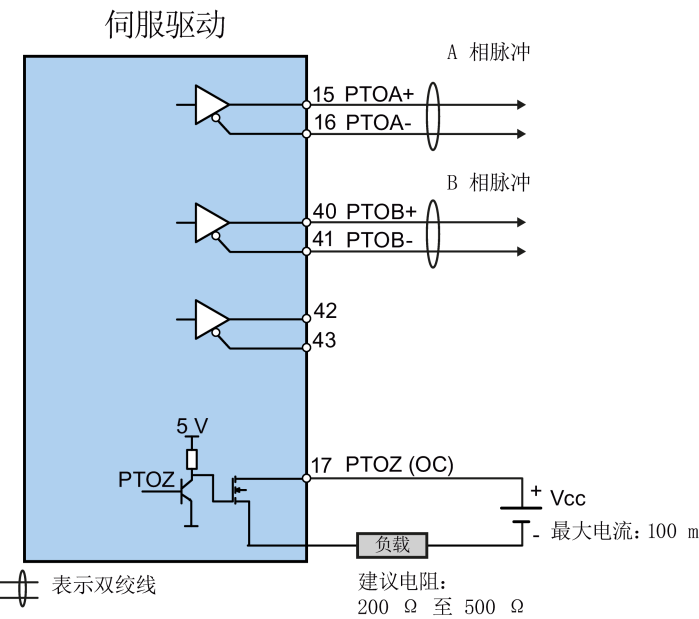 伺服驱动
A 相脉冲
15 PTOA+
16 PTOA-
B 相脉冲
40 PTOB+
41 PTOB-
42
43
5 V
PTOZ
17 PTOZ (OC)
+ Vcc
- 最大电流: 100 m
负载
表示双绞线
建议电阻:
200 Ω 至 500 Ω